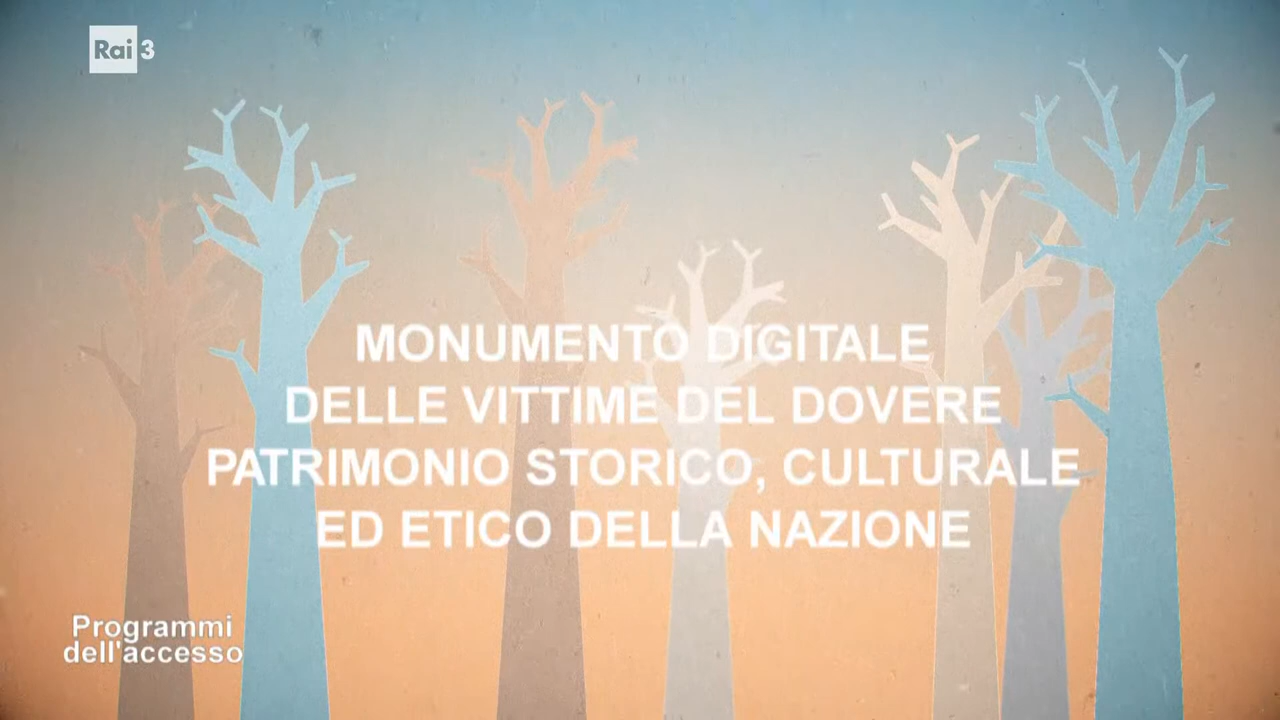 Rai 3
MONUMENTO DIGITALE
DELLE VITTIME DEL DOVERE
PATRIMONIO STORICO, CULTURALE
ED ETICO DELLA NAZIONE
Programmi
dell'accesso